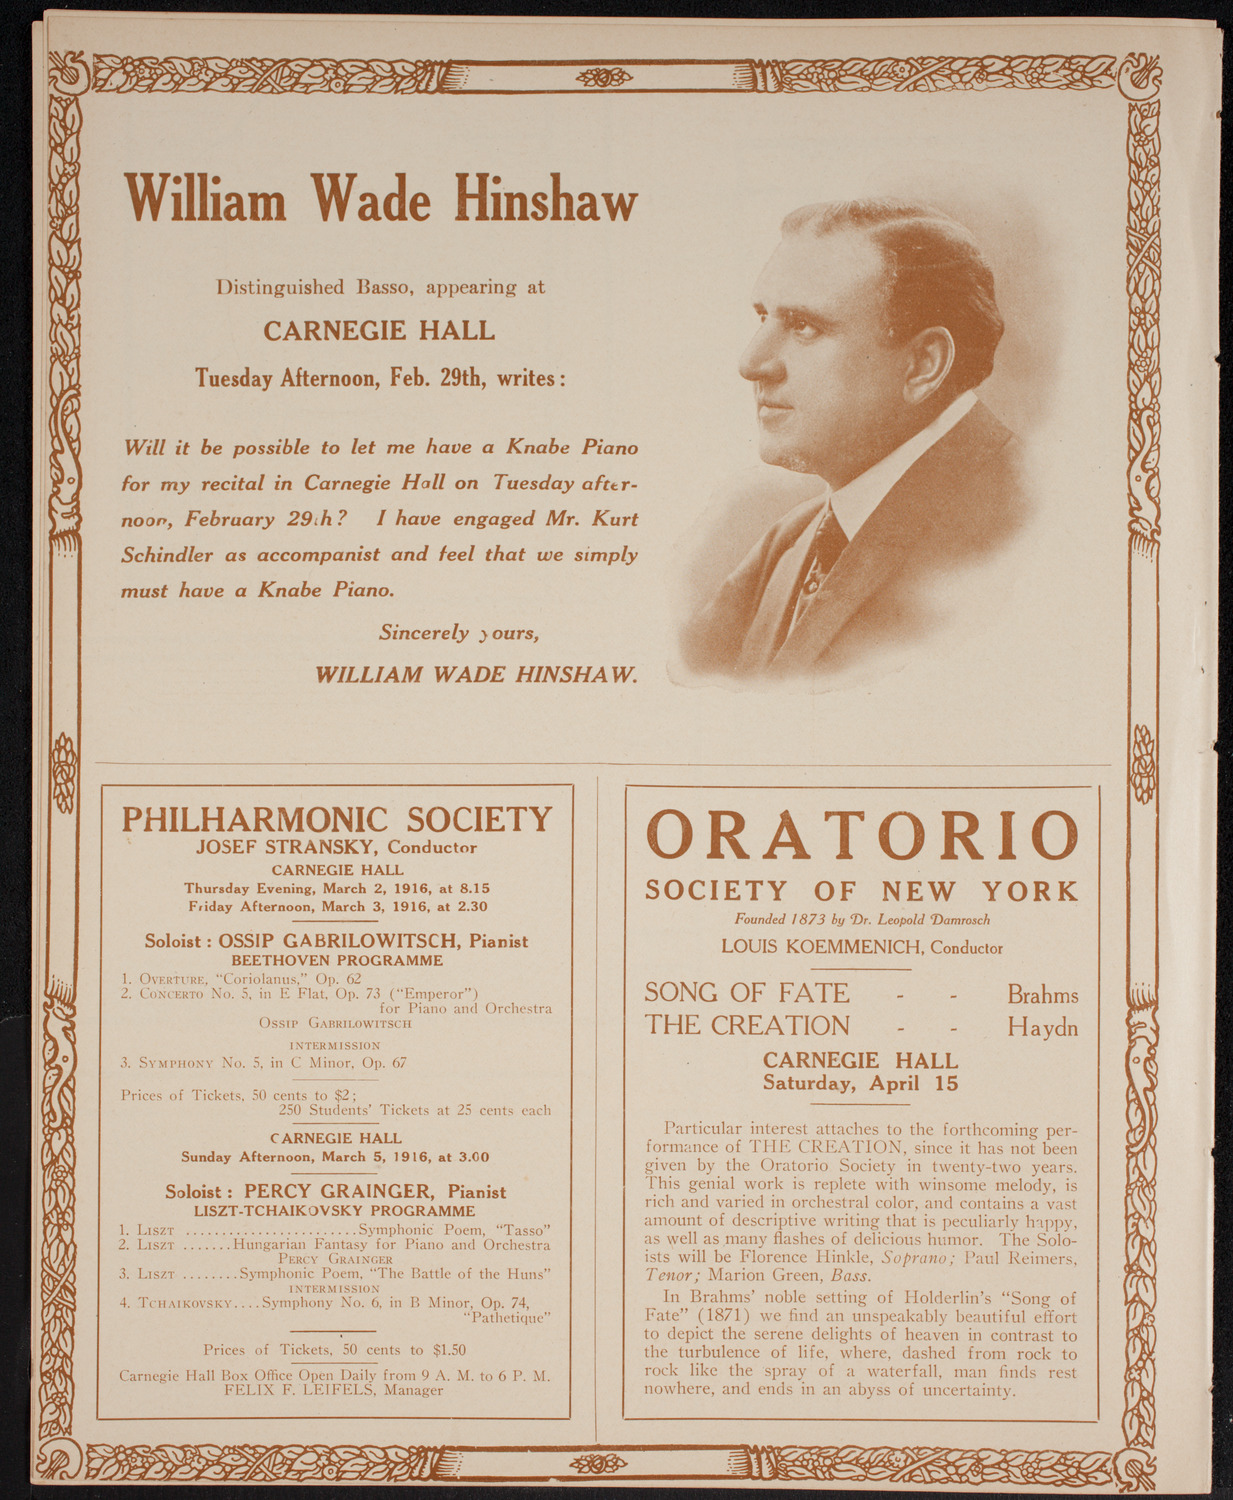 William Wade Hinshaw
Distinguished Basso, appearing at
CARNEGIE HALL
Tuesday Afternoon, Feb. 29th, writes:
Will it be possible to let me have a Knabe Piano
for my recital in Carnegie Hall on Tuesday after-
noon, February 29th? I have engaged Mr. Kurt
Schindler as accompanist and feel that we simply
must have a Knabe Piano.
Sincerely yours,
WILLIAM WADE HINSHAW.
PHILHARMONIC SOCIETY
JOSEF STRANSKY, Conductor
CARNEGIE HALL
Thursday Evening, March 2, 1916, at 8.15
Friday Afternoon, March 3, 1916, at 2.30
Soloist: OSSIP GABRILOWITSCH, Pianist
BEETHOVEN PROGRAMME
1. OVERTURE, "Coriolanus," Op. 62
2. CONCERTO No. 5, in E Flat, Op. 73 ("Emperor")
for Piano and Orchestra
OSSIP GABRILOWITSCH
INTERMISSION
3. SYMPHONY No. 5, in C Minor, Op. 67
Prices of Tickets, 50 cents to $2;
250 Students' Tickets at 25 cents each
CARNEGIE HALL
Sunday Afternoon, March 5, 1916, at 3.00
Soloist: PERCY GRAINGER, Pianist
LISZT-TCHAIKOVSKY PROGRAMME
1. LISZT ........................Symphonic Poem, "Tasso"
2. LISZT .......Hungarian Fantasy for Piano and Orchestra
PERCY GRAINGER
3. LISZT ........Symphonic Poem, "The Battle of the Huns"
INTERMISSION
4. TCHAIKOVSKY....Symphony No. 6, in B Minor, Op. 74,
"Pathetique"
Prices of Tickets, 50 cents to $1.50
Carnegie Hall Box Office Open Daily from 9 A. M. to 6 P. M.
FELIX F. LEIFELS, Manager
ORATORIO
SOCIETY OF NEW YORK
Founded 1873 by Dr. Leopold Damrosch
LOUIS KOEMMENICH, Conductor
SONG OF FATE - - Brahms
THE CREATION - - Haydn
CARNEGIE HALL
Saturday, April 15
Particular interest attaches to the forthcoming per-
formance of THE CREATION, since it has not been
given by the Oratorio Society in twenty-two years.
This genial work is replete with winsome melody, is
rich and varied in orchestral color, and contains a vast
amount of descriptive writing that is peculiarly happy,
as well as many flashes of delicious humor. The Solo-
ists will be Florence Hinkle, Soprano; Paul Reimers,
Tenor; Marion Green, Bass.
In Brahms' noble setting of Holderlin's "Song of
Fate" (1871) we find an unspeakably beautiful effort
to depict the serene delights of heaven in contrast to
the turbulence of life, where, dashed from rock to
rock like the spray of a waterfall, man finds rest
nowhere, and ends in an abyss of uncertainty.